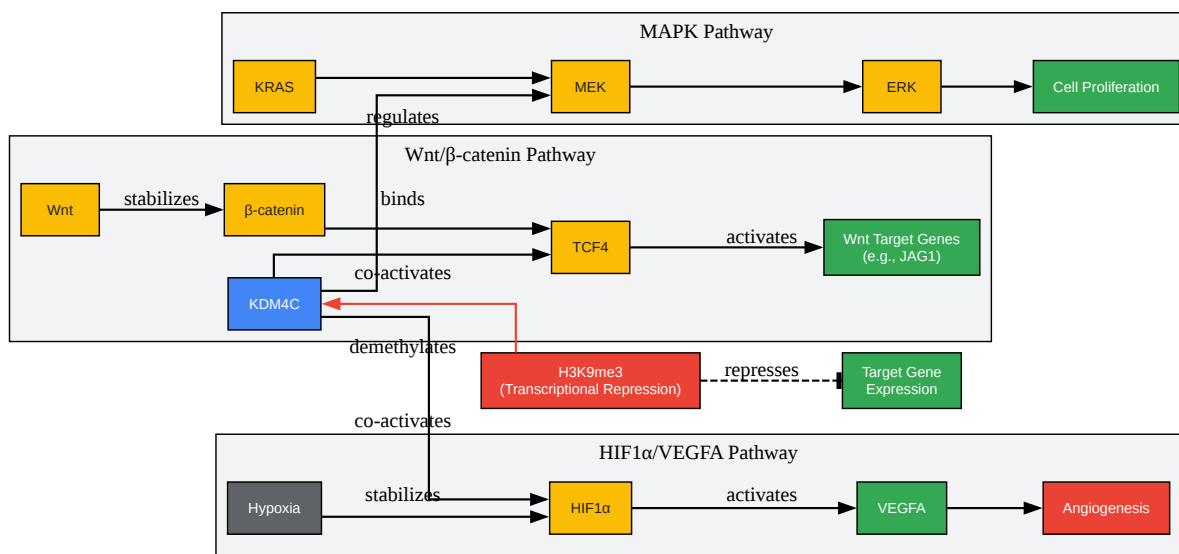 MAPK Pathway
KRAS
MEK
ERK
Cell Proliferation
regulates
Wnt/β-catenin Pathway
Wnt
stabilizes
β-catenin
binds
TCF4
activates
Wnt Target Genes
(e.g., JAG1)
co-activates
KDM4C
demethylates
H3K9me3
(Transcriptional Repression)
represses
Target Gene
Expression
co-activates
HIF1α/VEGFA Pathway
Hypoxia
stabilizes
HIF1α
activates
VEGFA
Angiogenesis